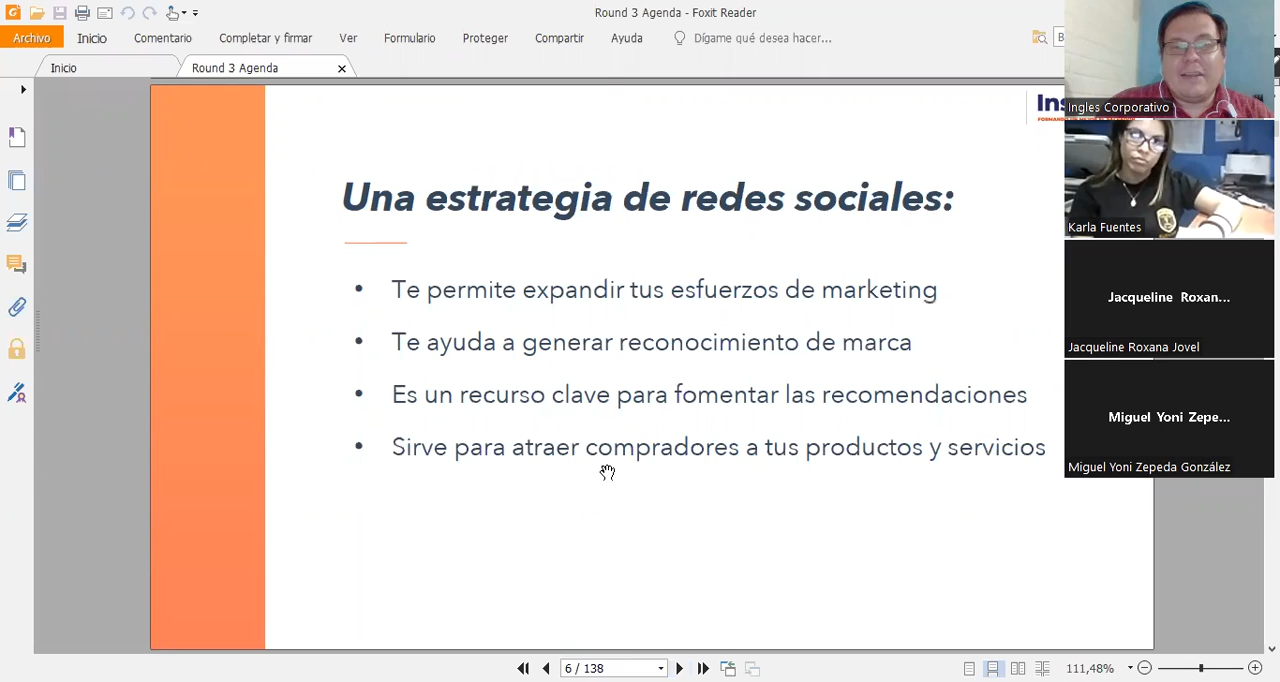 Round 3 Agenda - Foxit Reader
Archivo
Inicio
Comentario
Completar y firmar
Ver
Formulario
Proteger
Compartir
Ayuda
Dígame qué desea hacer...
Inicio
Round 3 Agenda
Ins
Una estrategia de redes sociales:
• Te permite expandir tus esfuerzos de marketing
• Te ayuda a generar reconocimiento de marca
• Es un recurso clave para fomentar las recomendaciones
• Sirve para atraer compradores a tus productos y servicios
Ingles Corporativo
Karla Fuentes
Jacqueline Roxan...
Jacqueline Roxana Jovel
Miguel Yoni Zepe...
Miguel Yoni Zepeda González
6 / 138
111,48%